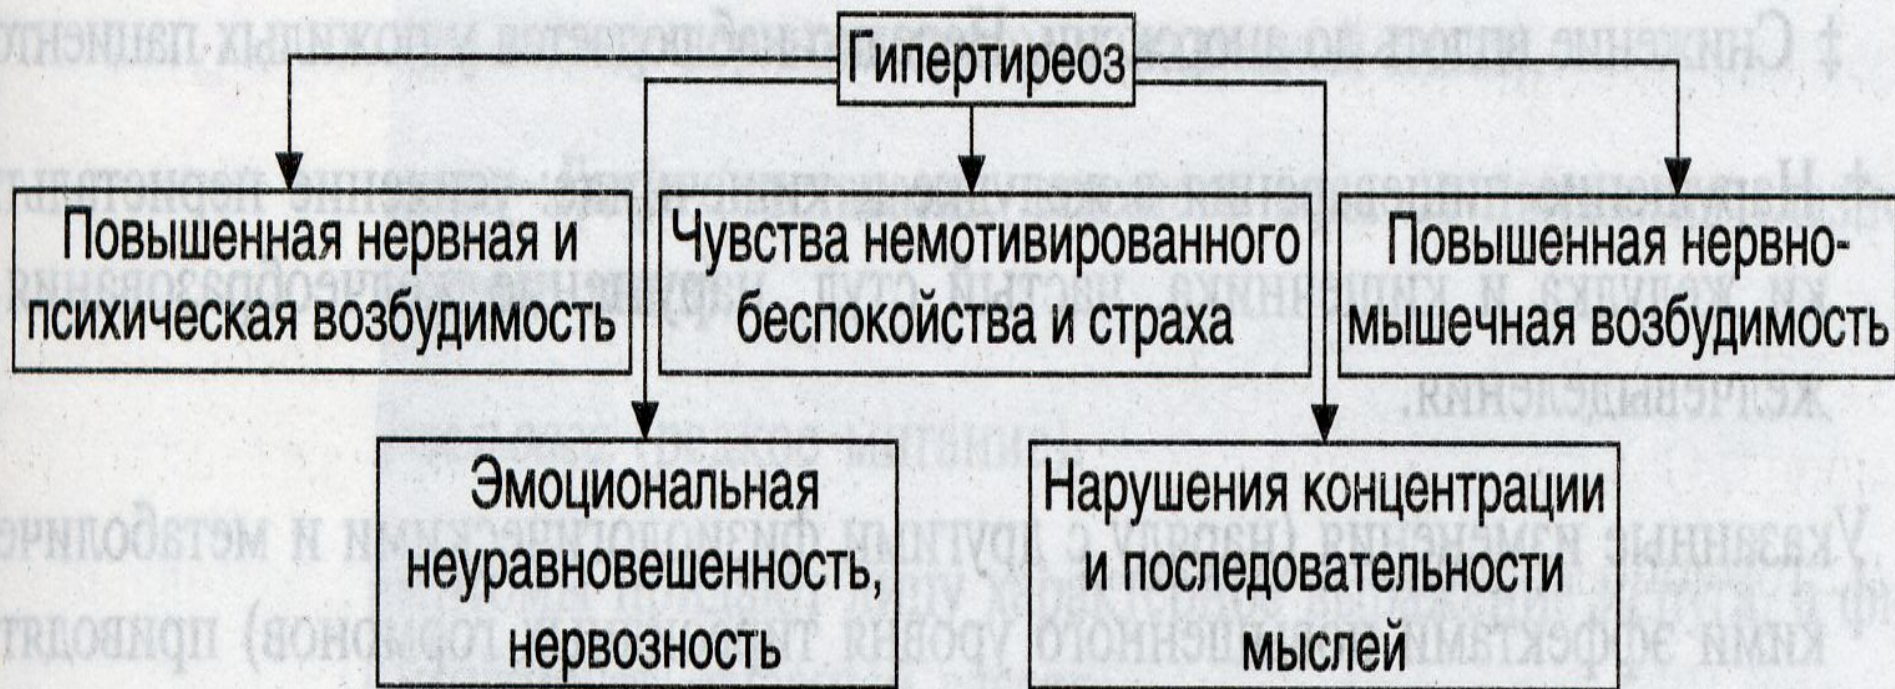 Гипертиреоз
Повышенная нервная и
психическая возбудимость
Чувства немотивированного
беспокойства и страха
Повышенная нервно-
мышечная возбудимость
Эмоциональная
неуравновешенность,
нервозность
Нарушения концентрации
и последовательности
мыслей